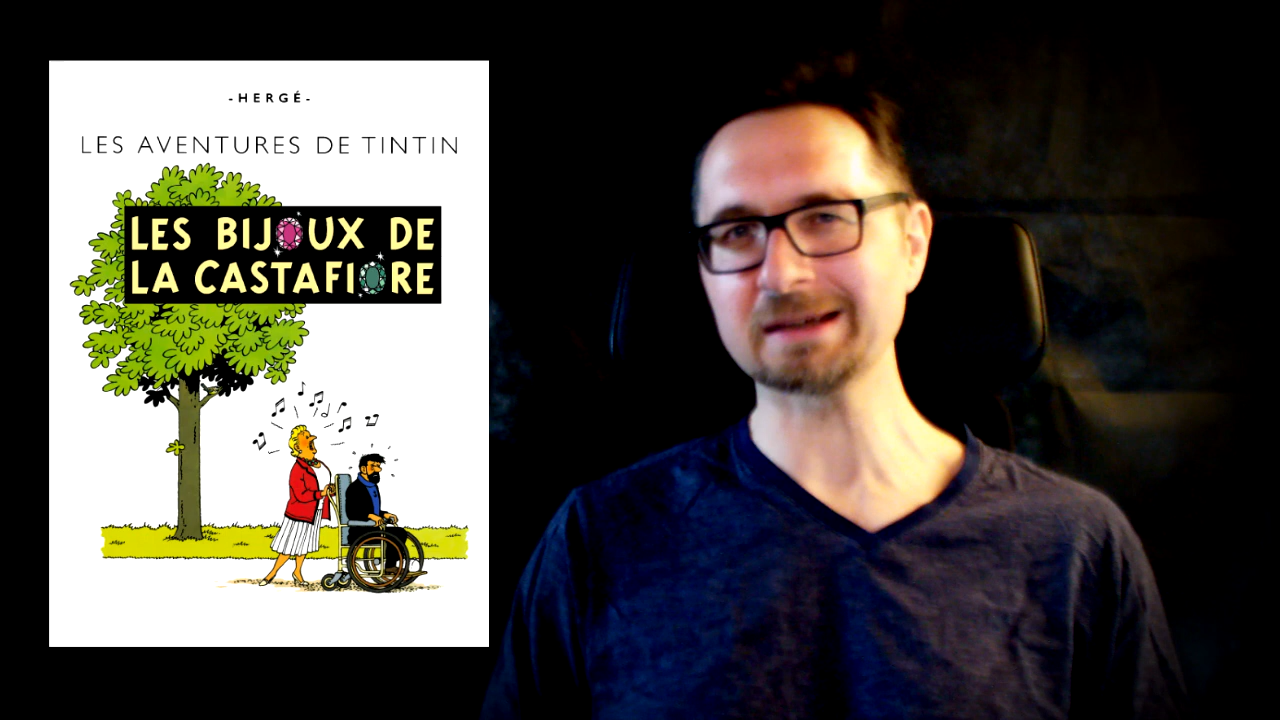 -HERGÉ-
LES AVENTURES DE TINTIN
LES BIJOUX DE
LA CASTAFIORE